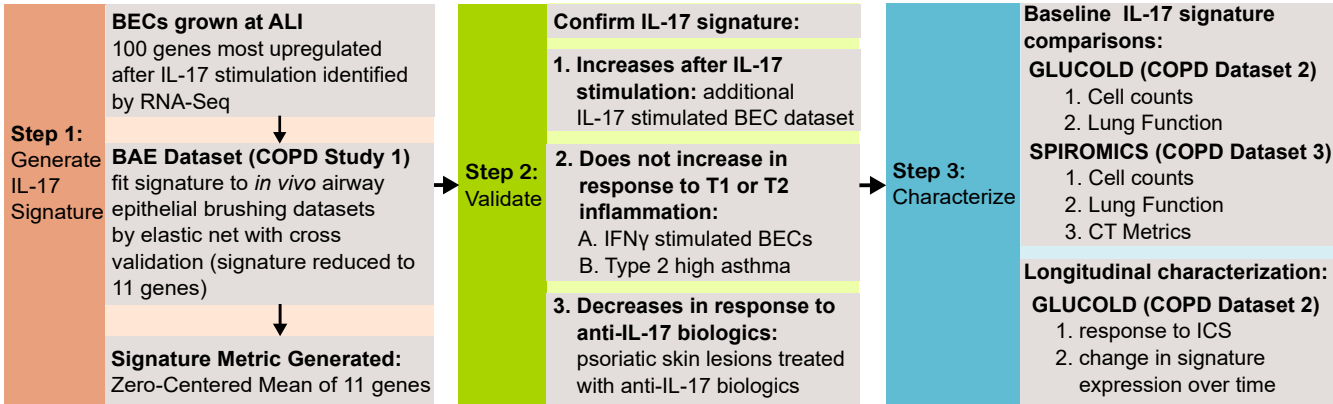 Step 1:
Generate
IL-17
Signature
BECs grown at ALI
100 genes most upregulated
after IL-17 stimulation identified
by RNA-Seq
BAE Dataset (COPD Study 1)
fit signature to in vivo airway
epithelial brushing datasets
by elastic net with cross
validation (signature reduced to
11 genes)
Signature Metric Generated:
Zero-Centered Mean of 11 genes
Step 2:
Validate
Confirm IL-17 signature:
1. Increases after IL-17
stimulation: additional
IL-17 stimulated BEC dataset
2. Does not increase in
response to T1 or T2
inflammation:
A. IFNγ stimulated BECs
B. Type 2 high asthma
3. Decreases in response to
anti-IL-17 biologics:
psoriatic skin lesions treated
with anti-IL-17 biologics
Step 3:
Characterize
Baseline IL-17 signature
comparisons:
GLUCOLD (COPD Dataset 2)
1. Cell counts
2. Lung Function
SPIROMICS (COPD Dataset 3)
1. Cell counts
2. Lung Function
3. CT Metrics
Longitudinal characterization:
GLUCOLD (COPD Dataset 2)
1. response to ICS
2. change in signature
expression over time